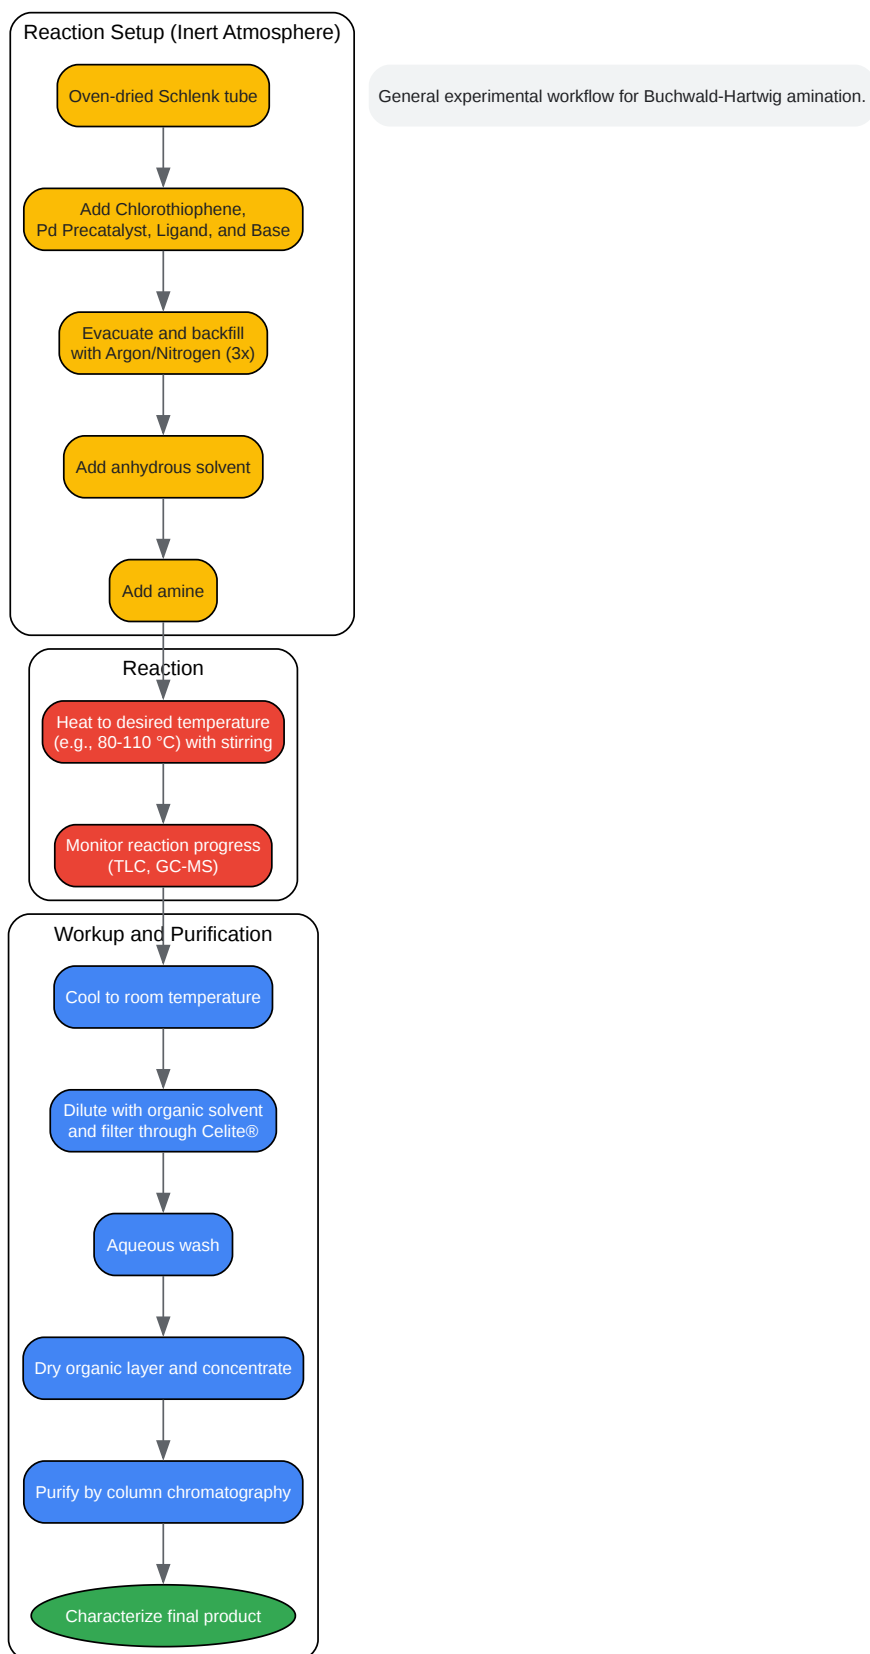 Reaction Setup (Inert Atmosphere)
Oven-dried Schlenk tube
General experimental workflow for Buchwald-Hartwig amination.
Add Chlorothiophene,
Pd Precatalyst, Ligand, and Base
Evacuate and backfill
with Argon/Nitrogen (3x)
Add anhydrous solvent
Add amine
Reaction
Heat to desired temperature
(e.g., 80-110 °C) with stirring
Monitor reaction progress
(TLC, GC-MS)
Workup and Purification
Cool to room temperature
Dilute with organic solvent
and filter through Celite®
Aqueous wash
Dry organic layer and concentrate
Purify by column chromatography
Characterize final product